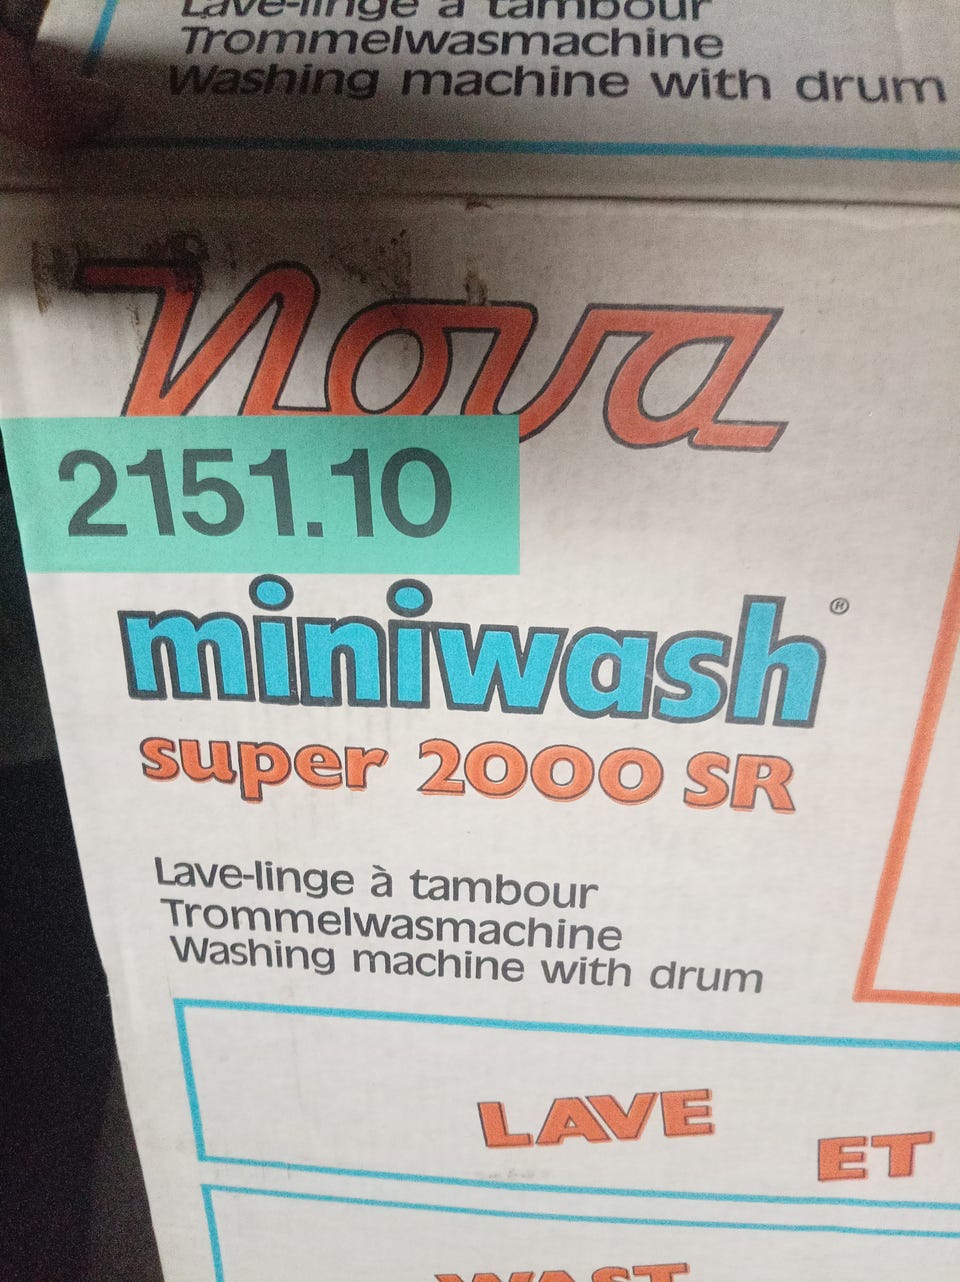 Lave-linge à tambour
Trommelwasmachine
Washing machine with drum
Nova
2151.10
miniwash ®
super 2000 SR
Lave-linge à tambour
Trommelwasmachine
Washing machine with drum
LAVE
ET
WAST